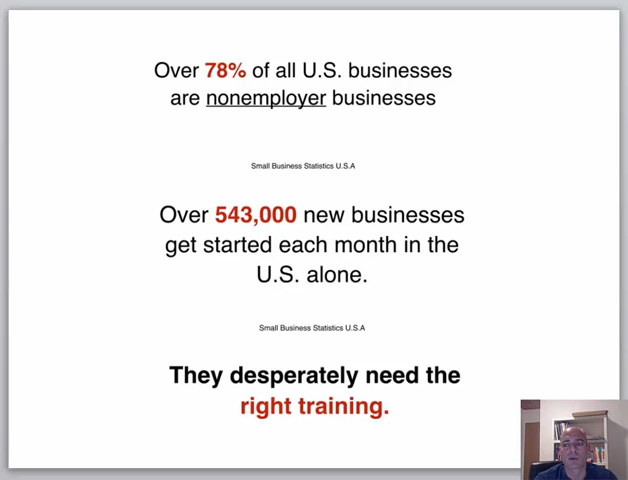 Over 78% of all U.S. businesses
are nonemployer businesses
Small Business Statistics U.S.A
Over 543,000 new businesses
get started each month in the
U.S. alone.
Small Business Statistics U.S.A
They desperately need the
right training.